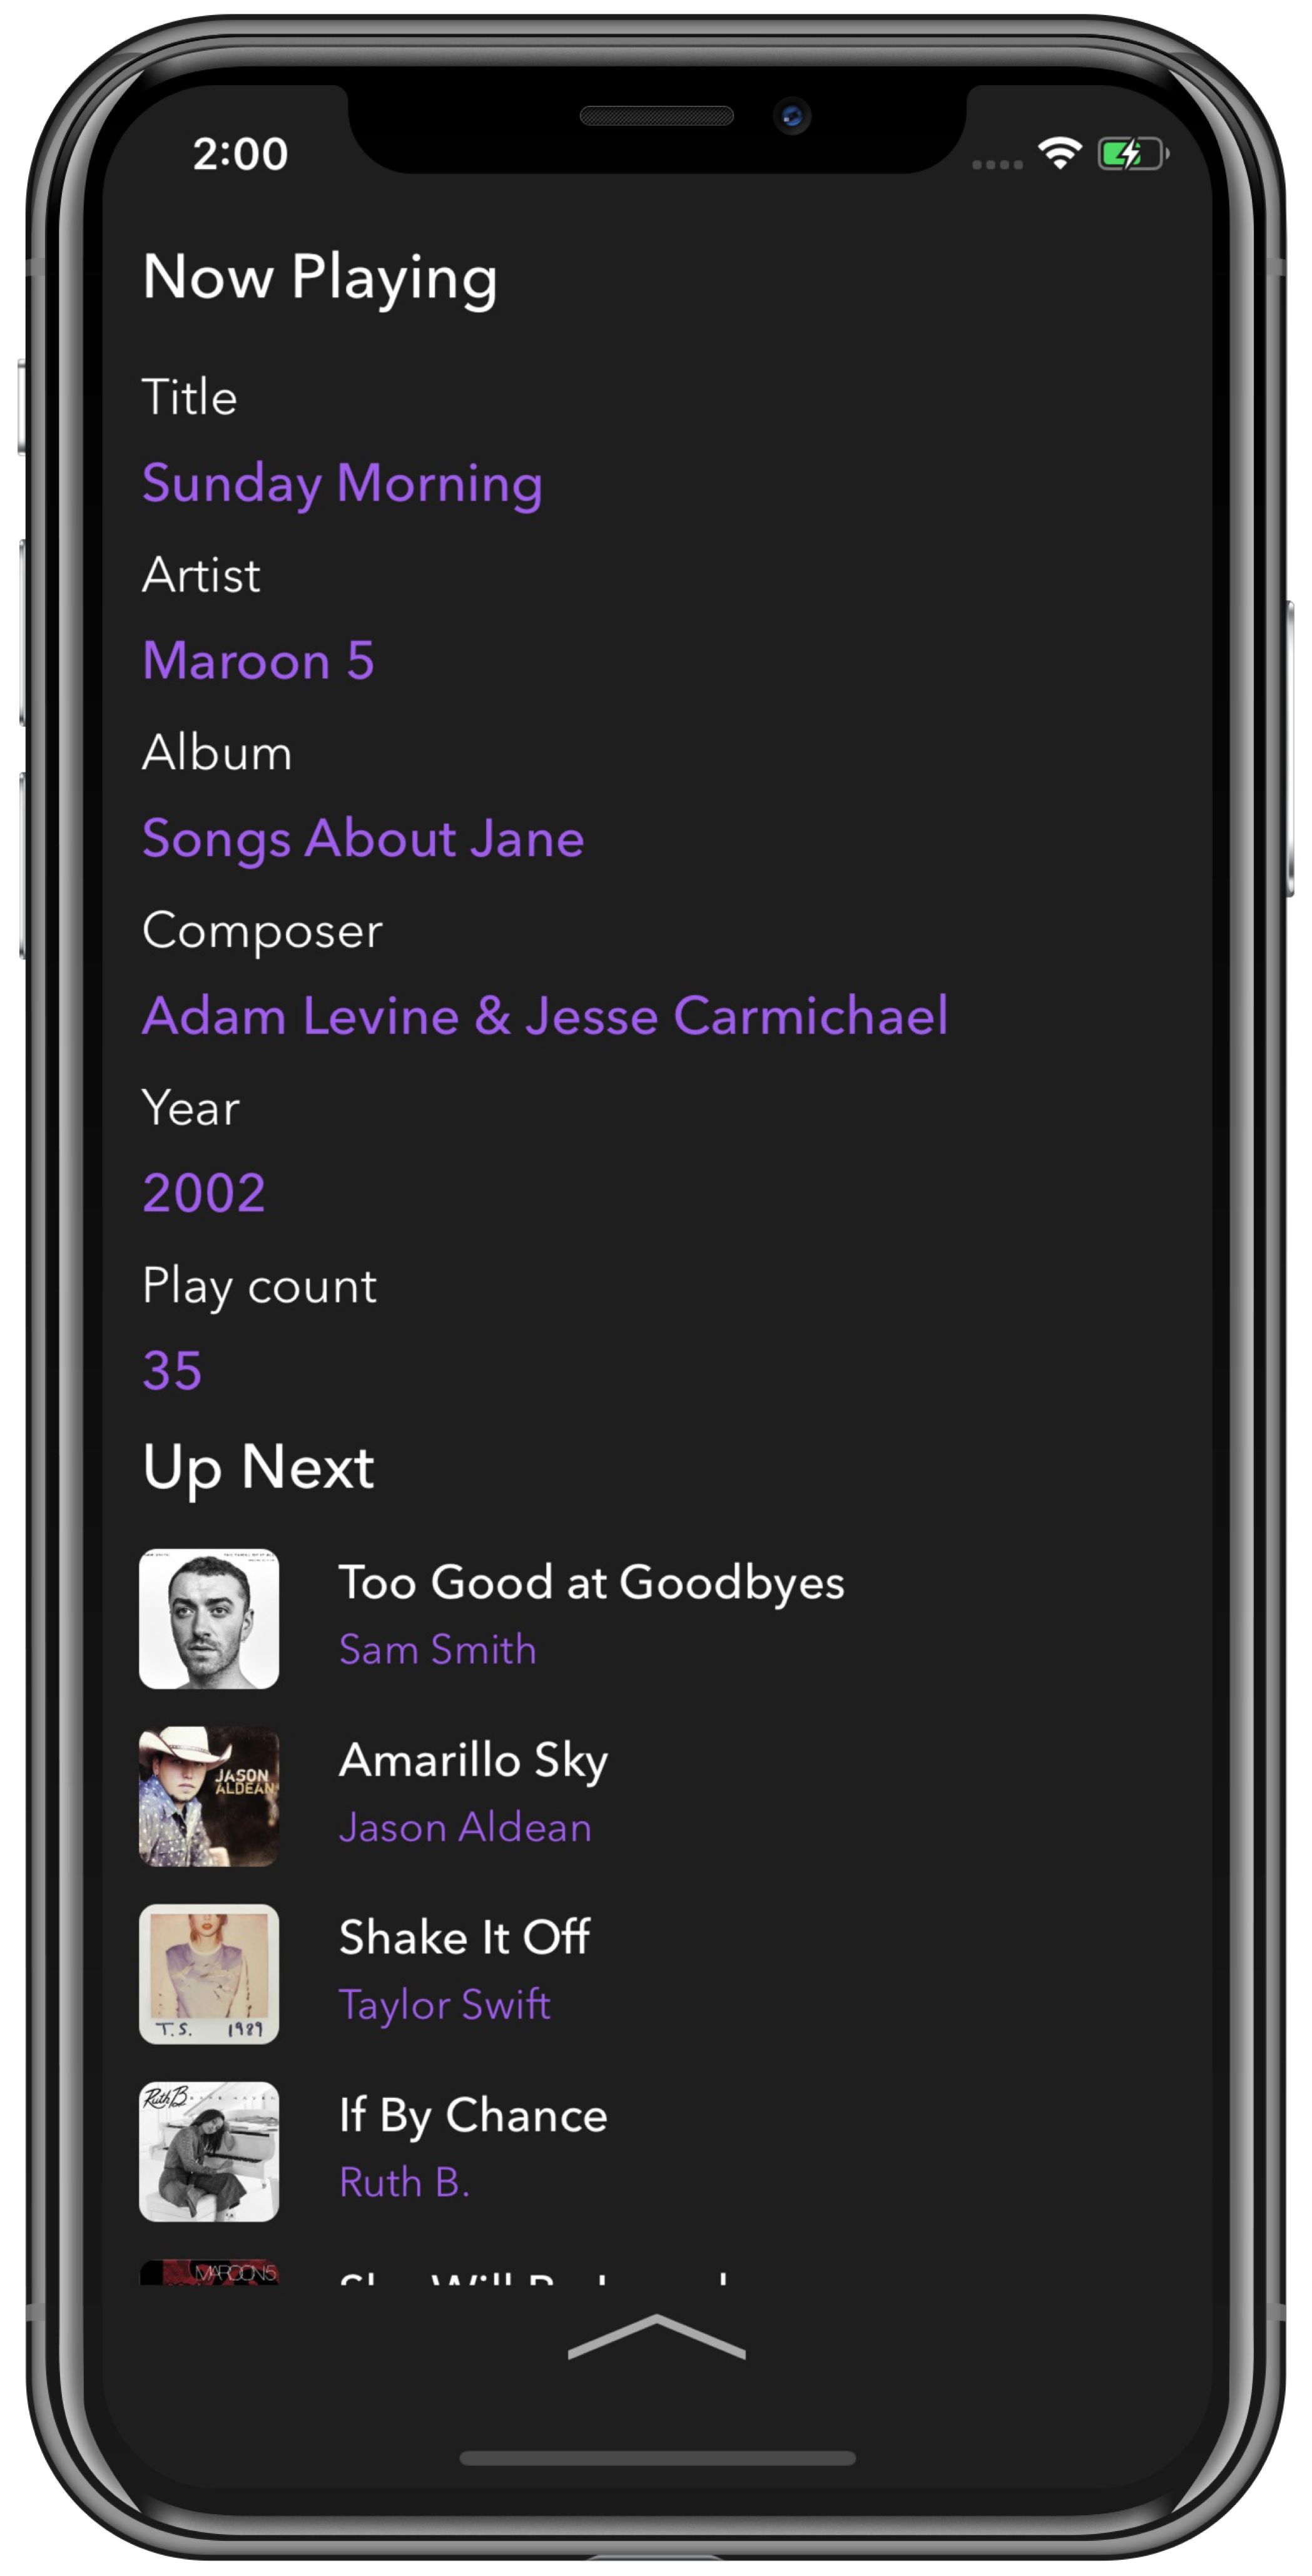 2:00
Now Playing
Title
Sunday Morning
Artist
Maroon 5
Album
Songs About Jane
Composer
Adam Levine & Jesse Carmichael
Year
2002
Play count
35
Up Next
Too Good at Goodbyes
Sam Smith
JASON
ALDEAN
Amarillo Sky
Jason Aldean
T.S. 1989
Shake It Off
Taylor Swift
Ruth B
If By Chance
Ruth B.
MAROON5